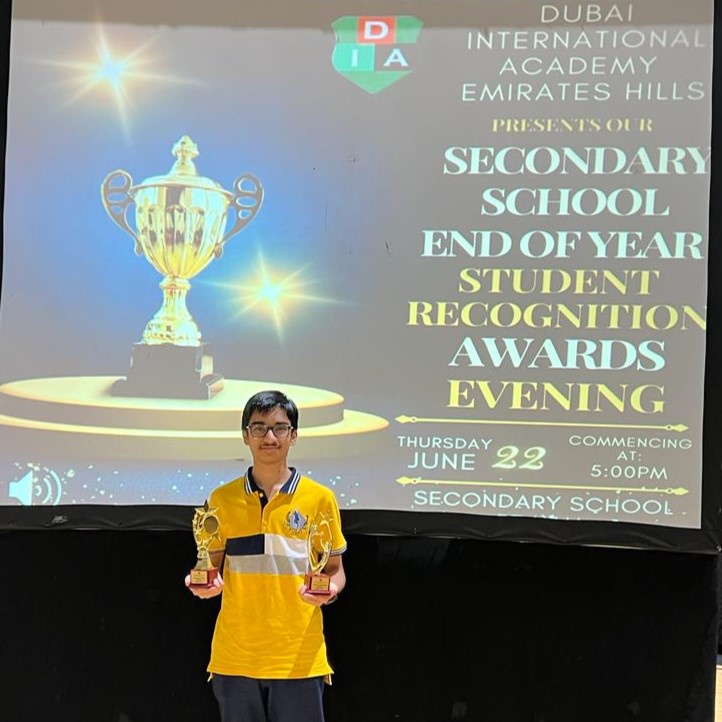 D
I A
DUBAI
INTERNATIONAL
ACADEMY
EMIRATES HILLS
PRESENTS OUR
SECONDARY
SCHOOL
END OF YEAR
STUDENT
RECOGNITION
AWARDS
EVENING
THURSDAY
JUNE 22
COMMENCING
AT:
5:00PM
SECONDARY SCHOOL